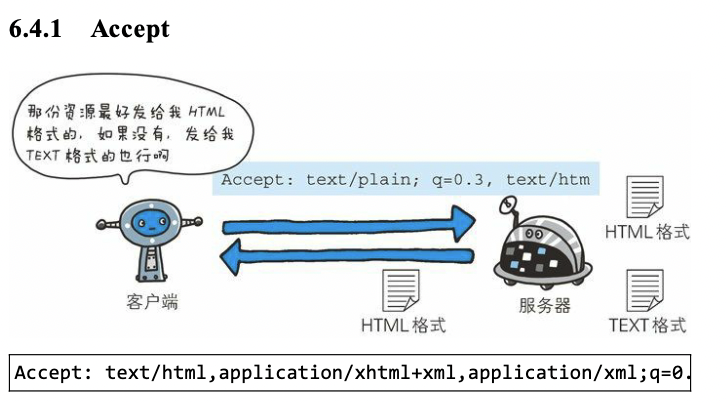 6.4.1 Accept
那份资源最好发给我 HTML
格式的，如果没有，发给我
TEXT 格式的也行啊
Accept: text/plain; q=0.3, text/htm
HTML 格式
客户端
服务器
HTML 格式
TEXT 格式
Accept: text/html,application/xhtml+xml,application/xml;q=0.